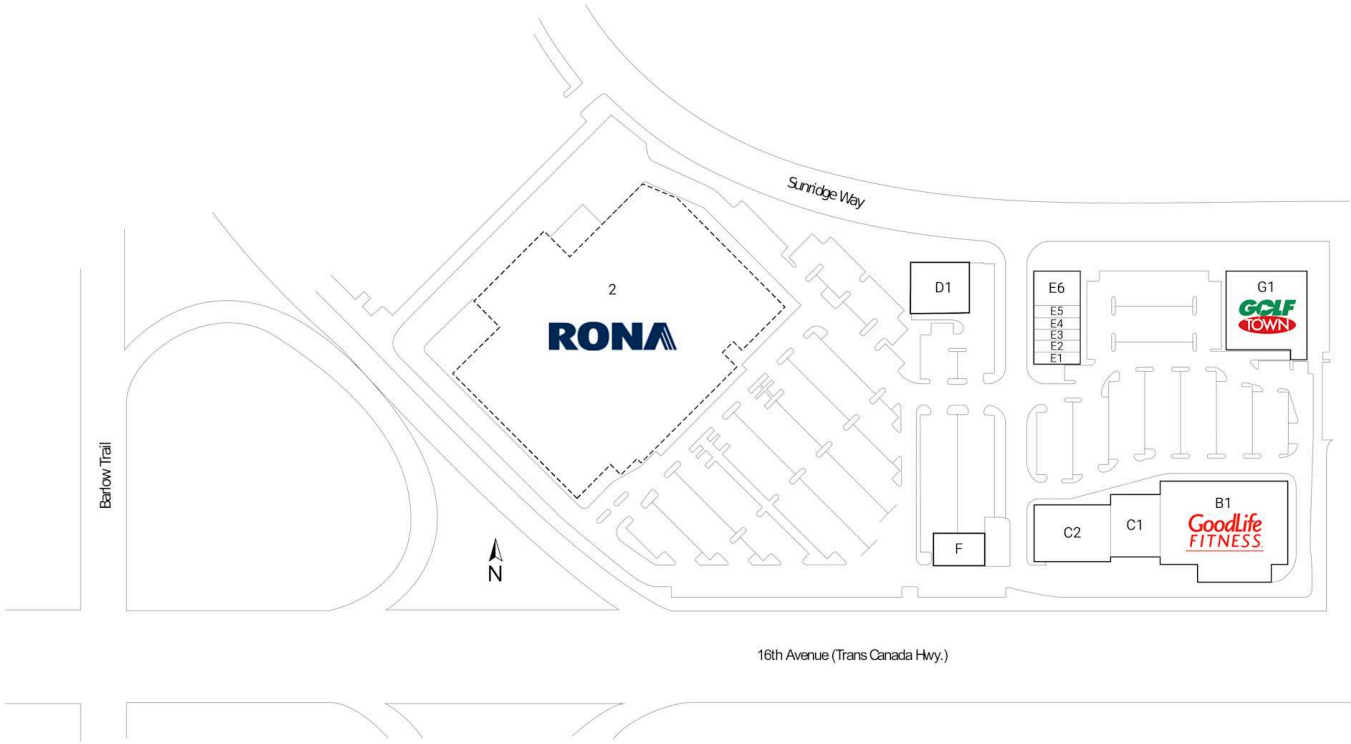 Sunridge Way
2
RONA
D1
E6
E5
E4
E3
E2
E1
G1
GOLF
TOWN
Barlow Trail
N
F
C2
C1
B1
GoodLife
FITNESS
16th Avenue (Trans Canada Hwy.)